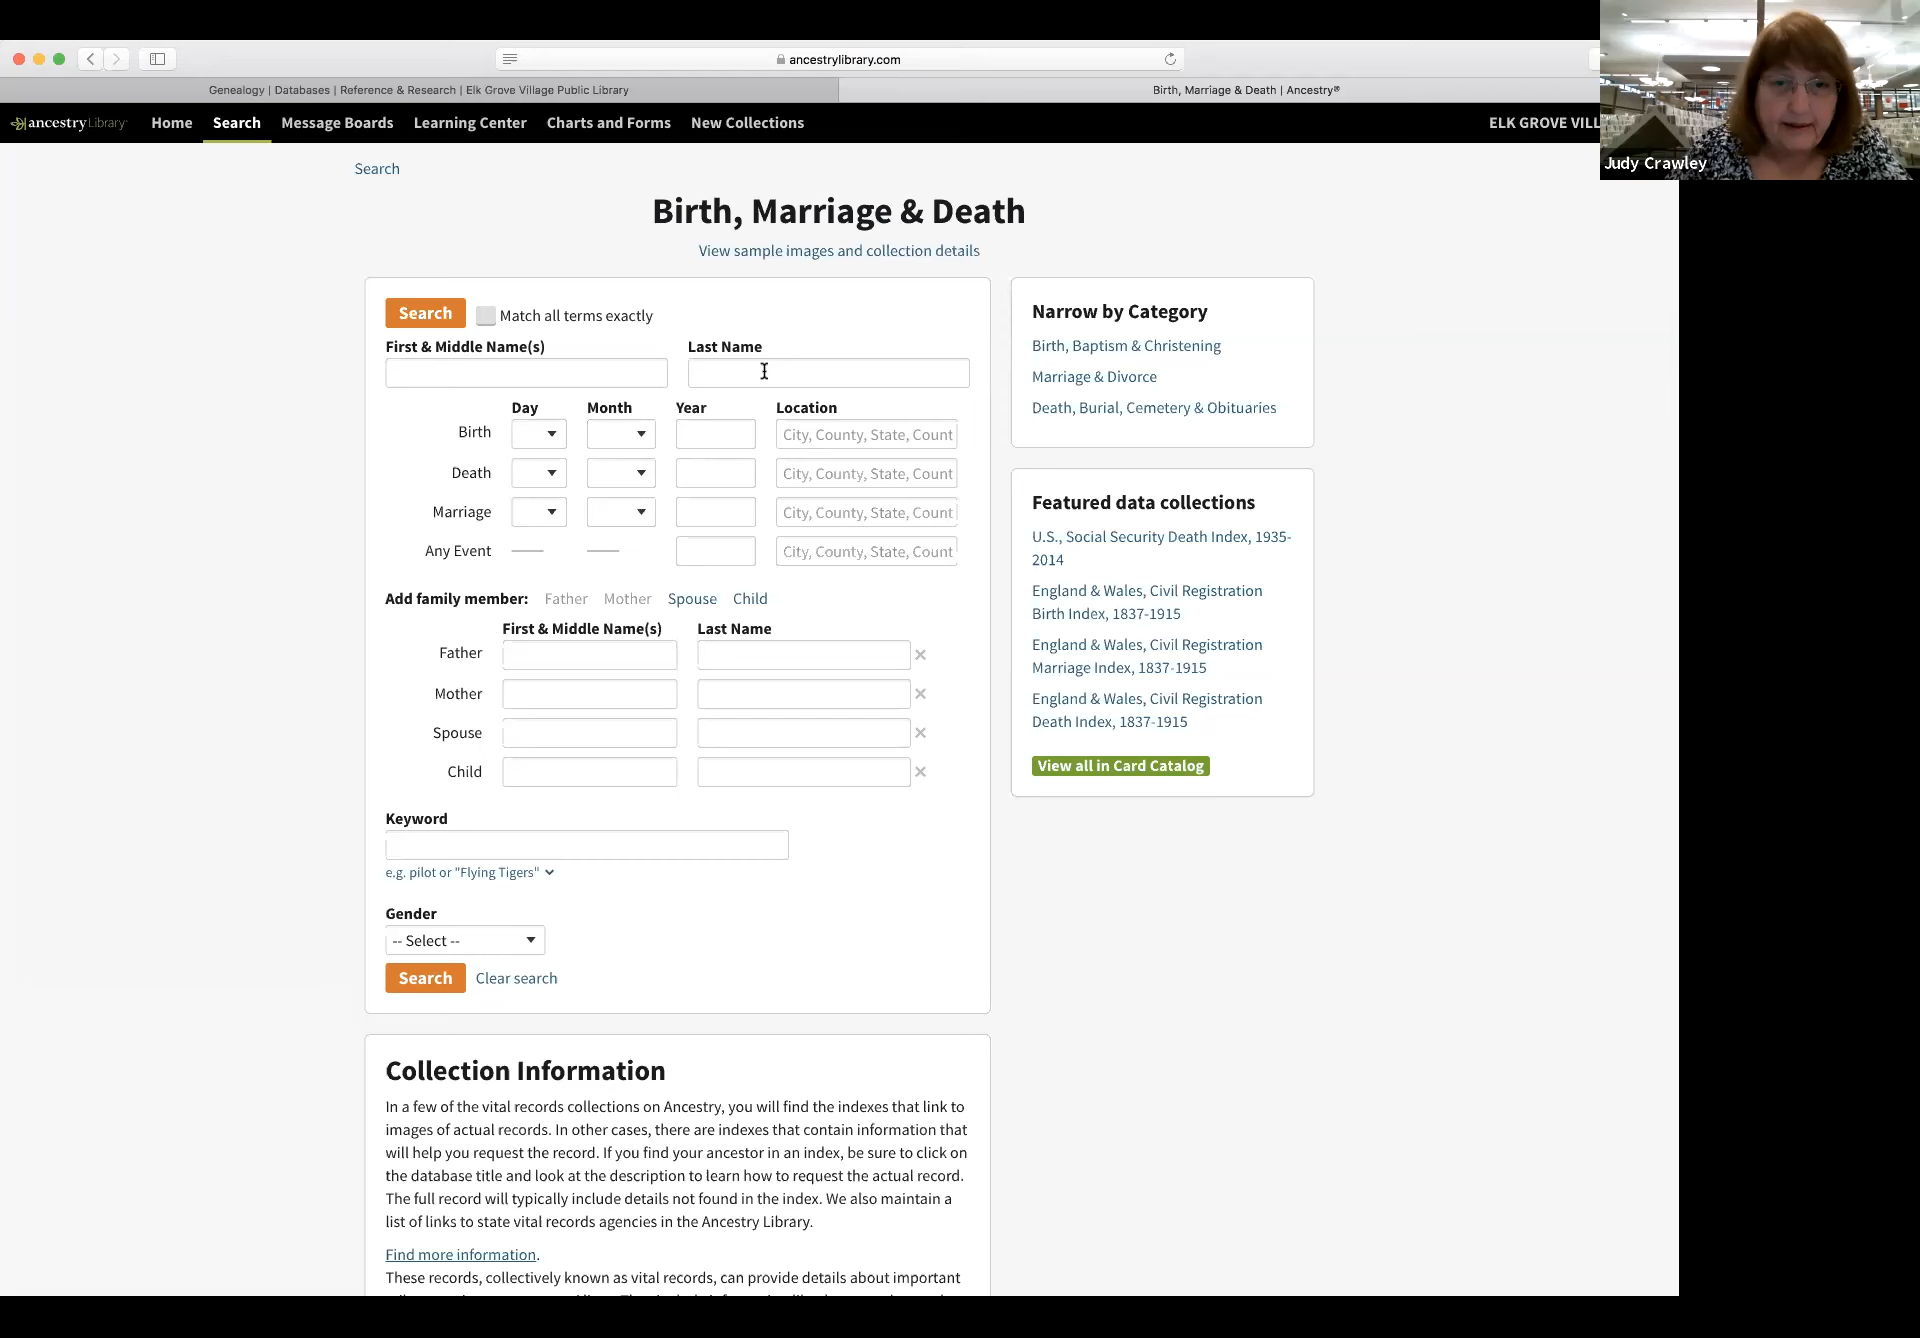 ancestrylibrary.com
Genealogy | Databases | Reference & Research | Elk Grove Village Public Library
Birth, Marriage & Death | Ancestry®
ancestryLibrary
Home
Search
Message Boards
Learning Center
Charts and Forms
New Collections
ELK GROVE VILL
Judy Crawley
Search
Birth, Marriage & Death
View sample images and collection details
Search
Match all terms exactly
First & Middle Name(s)
Last Name
Day
Month
Year
Location
Birth
City, County, State, Count
Death
City, County, State, Count
Marriage
City, County, State, Count
Any Event
City, County, State, Count
Add family member:
Father
Mother
Spouse
Child
First & Middle Name(s)
Last Name
Father
Mother
Spouse
Child
Keyword
e.g. pilot or "Flying Tigers"
Gender
-- Select --
Search
Clear search
Narrow by Category
Birth, Baptism & Christening
Marriage & Divorce
Death, Burial, Cemetery & Obituaries
Featured data collections
U.S., Social Security Death Index, 1935-
2014
England & Wales, Civil Registration
Birth Index, 1837-1915
England & Wales, Civil Registration
Marriage Index, 1837-1915
England & Wales, Civil Registration
Death Index, 1837-1915
View all in Card Catalog
Collection Information
In a few of the vital records collections on Ancestry, you will find the indexes that link to
images of actual records. In other cases, there are indexes that contain information that
will help you request the record. If you find your ancestor in an index, be sure to click on
the database title and look at the description to learn how to request the actual record.
The full record will typically include details not found in the index. We also maintain a
list of links to state vital records agencies in the Ancestry Library.
Find more information.
These records, collectively known as vital records, can provide details about important